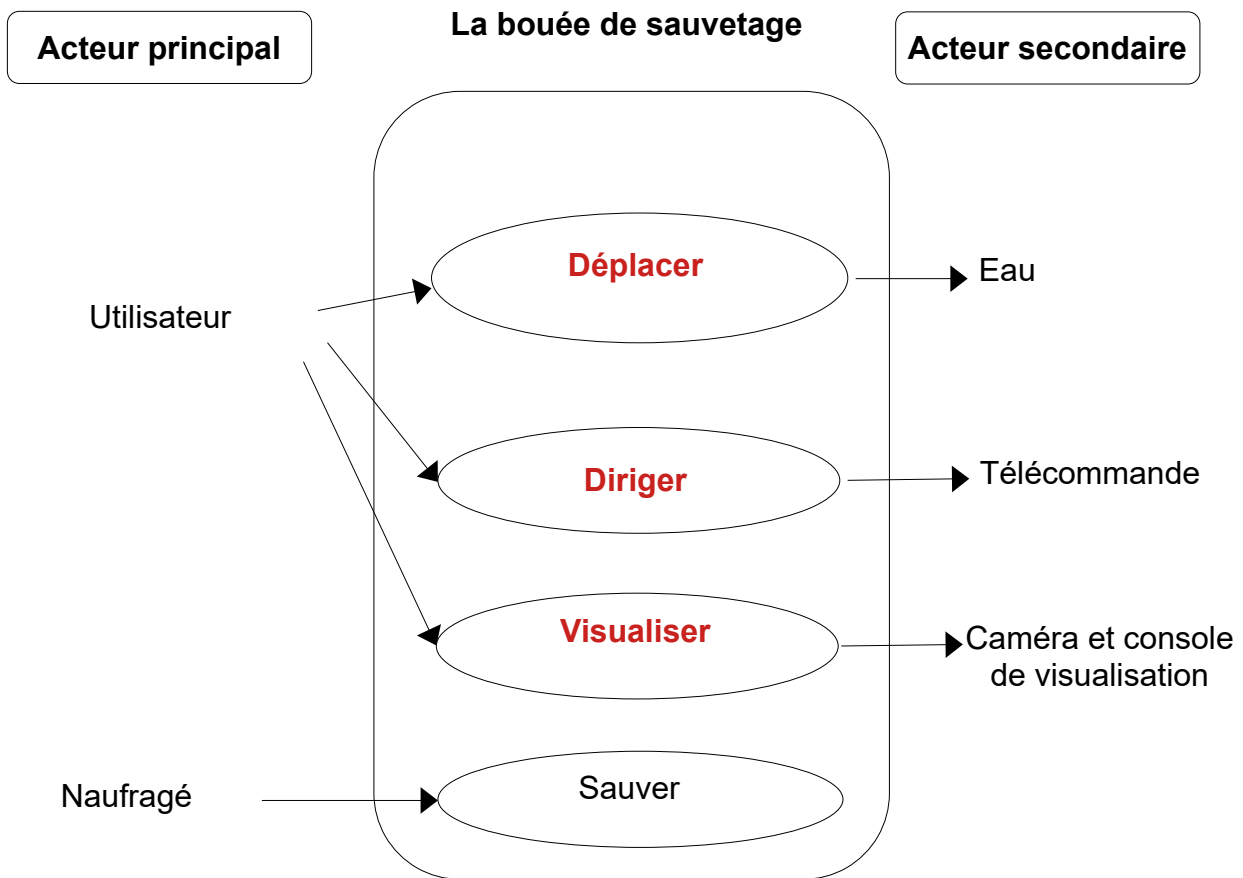 La bouée de sauvetage
Acteur principal
Acteur secondaire
Déplacer
Eau
Utilisateur
Diriger
Télécommande
Visualiser
Caméra et console
de visualisation
Naufragé
Sauver